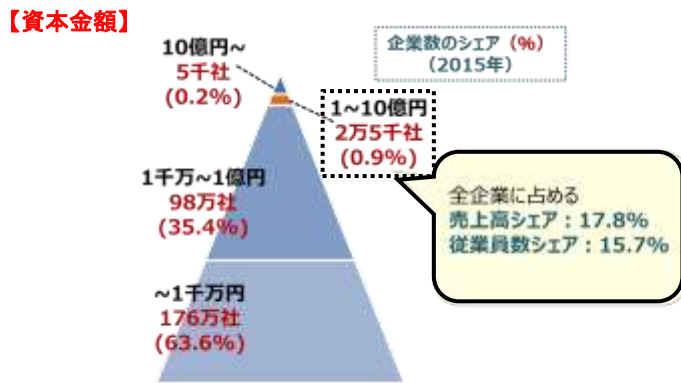 【資本金額】
企業数のシェア（%）
（2015年）
10億円~
5千社
(0.2%)
1~10億円
2万5千社
(0.9%)
1千万~1億円
98万社
(35.4%)
全企業に占める
売上高シェア：17.8%
従業員数シェア：15.7%
~1千万円
176万社
(63.6%)